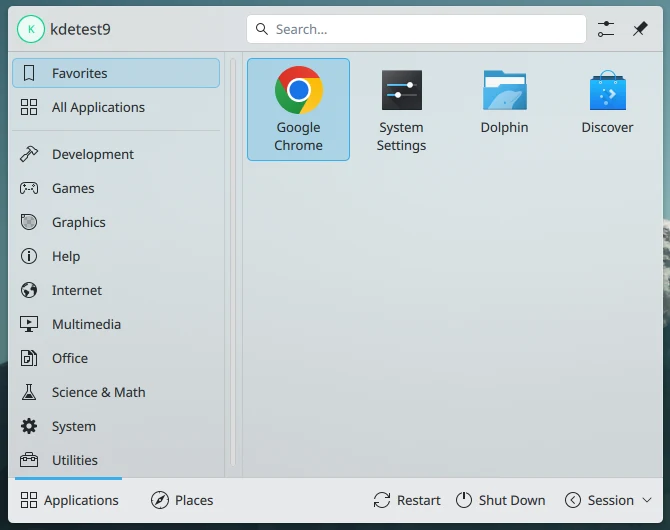 K kdetest9
Search...
Favorites
All Applications
Development
Games
Graphics
Help
Internet
Multimedia
Office
Science & Math
System
Utilities
Google
Chrome
System
Settings
Dolphin
Discover
Applications
Places
Restart
Shut Down
Session